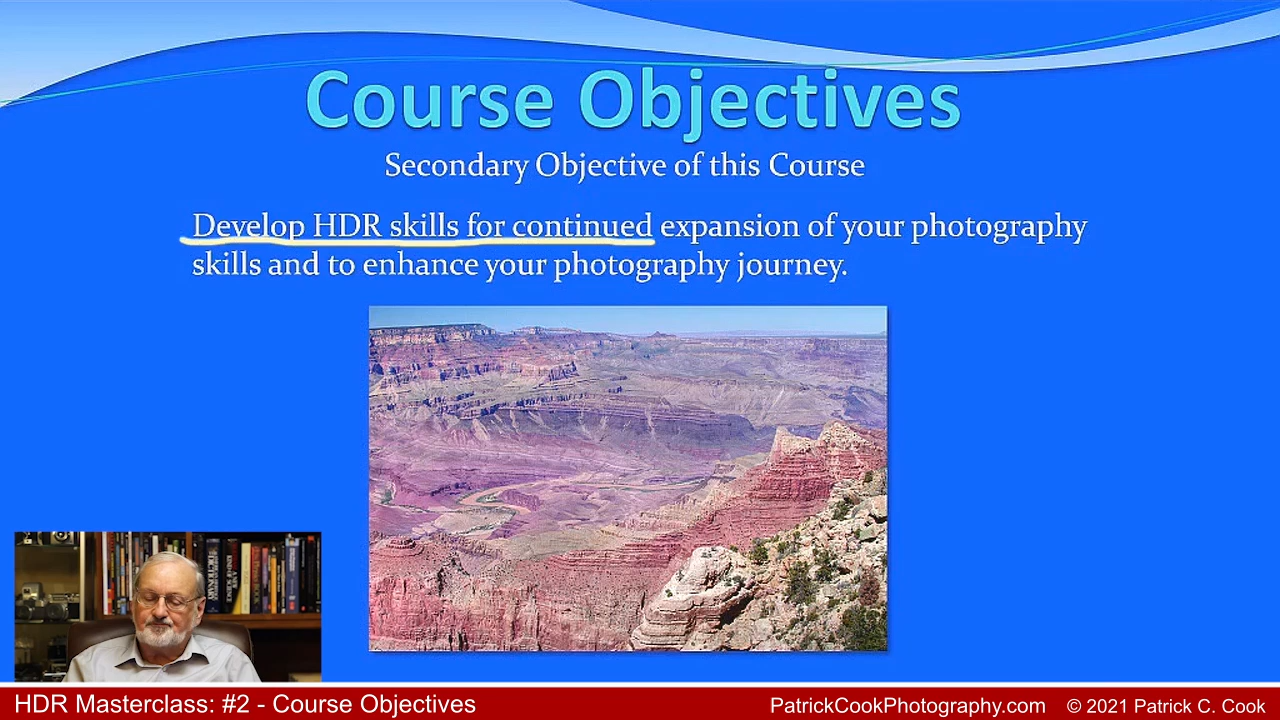 Course Objectives
Secondary Objective of this Course
Develop HDR skills for continued expansion of your photography
skills and to enhance your photography journey.
HDR Masterclass: #2 - Course Objectives
PatrickCookPhotography.com © 2021 Patrick C. Cook